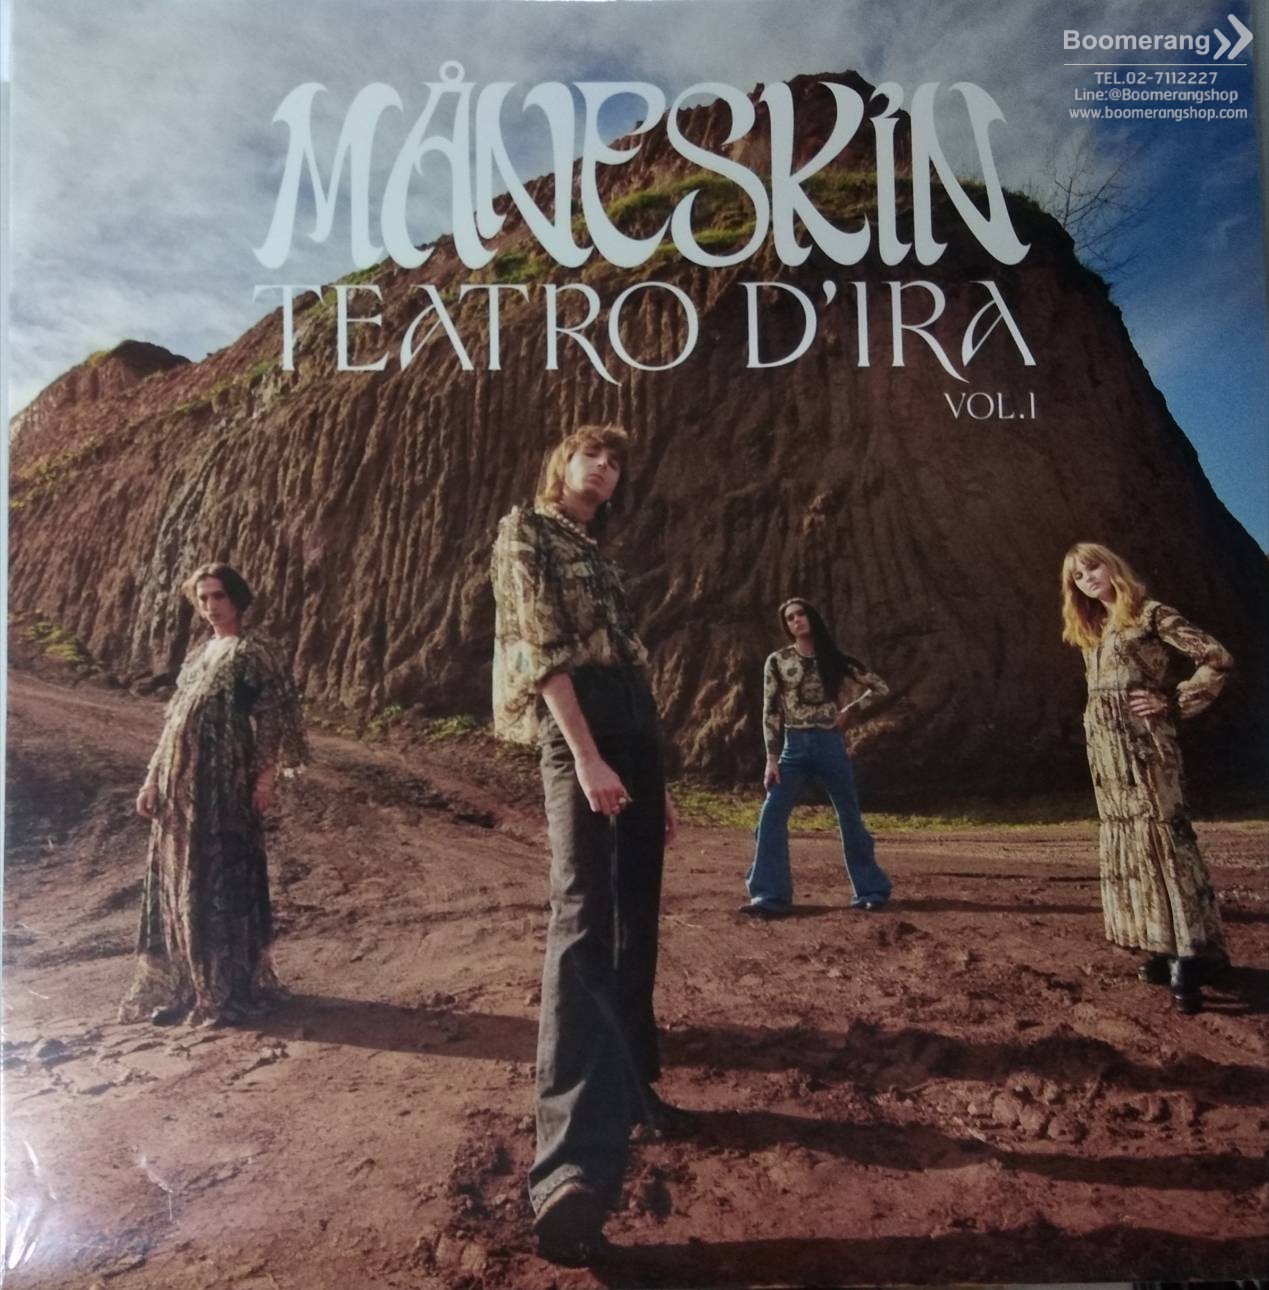 Boomerang
TEL.02-7112227
Line:@Boomerangshop
www.boomerangshop.com
MÅNESKIN
TEATRO D'IRA
VOL.I